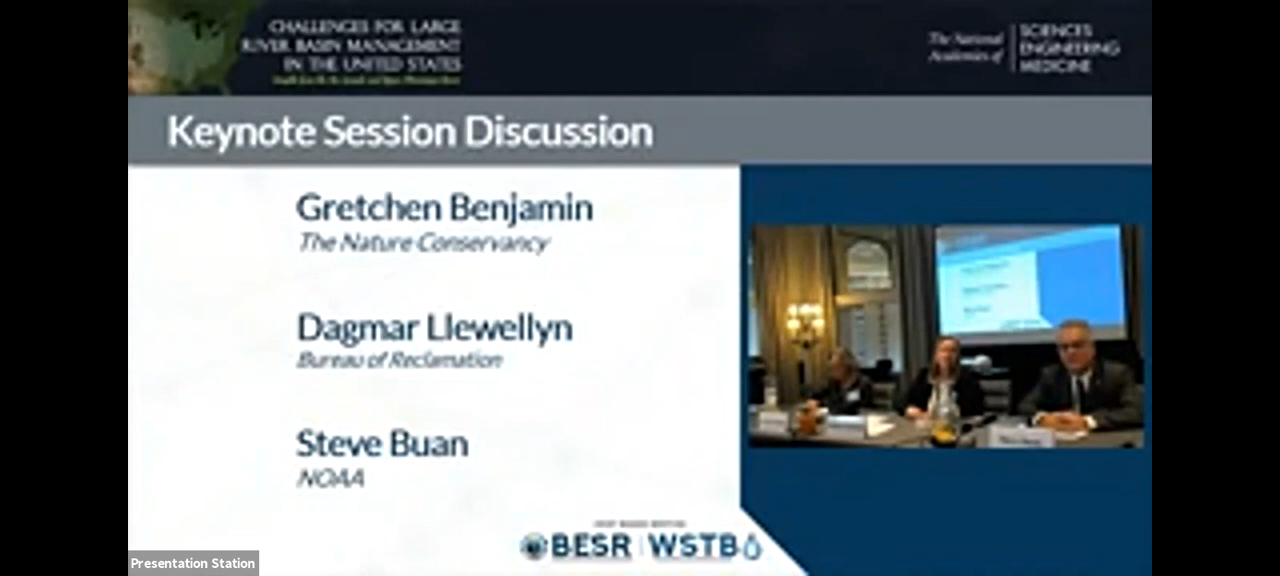 CHALLENGES FOR LARGE
RIVER BASIN MANAGEMENT
IN THE UNITED STATES
The National
Academies of
SCIENCES
ENGINEERING
MEDICINE
Keynote Session Discussion
Gretchen Benjamin
The Nature Conservancy
Dagmar Llewellyn
Bureau of Reclamation
Steve Buan
NOAA
BESR WSTB
Presentation Station